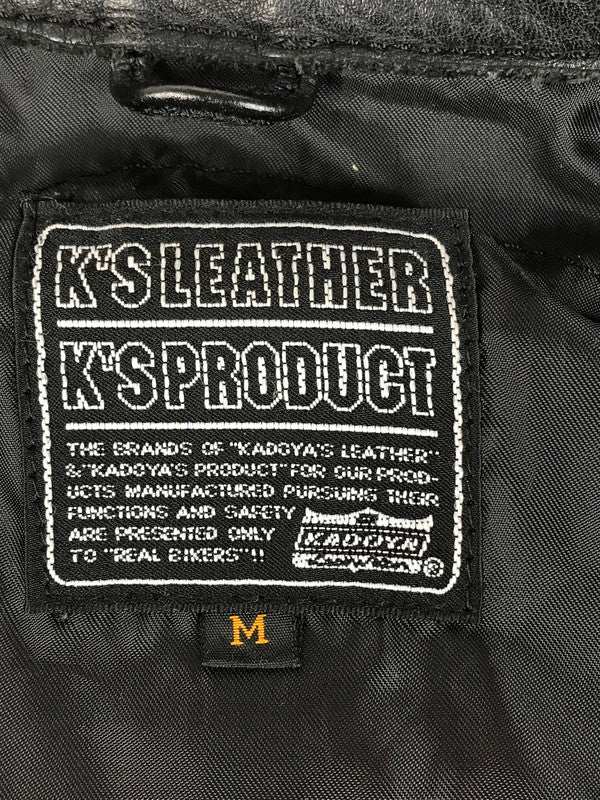 K'S LEATHER
K'S PRODUCT
THE BRANDS OF "KADOYA'S LEATHER"
&"KADOYA'S PRODUCT" FOR OUR PROD-
UCTS MANUFACTURED PURSUING THEIR
FUNCTIONS AND SAFETY
ARE PRESENTED ONLY
TO "REAL BIKERS"!!
KADOYA
®
M